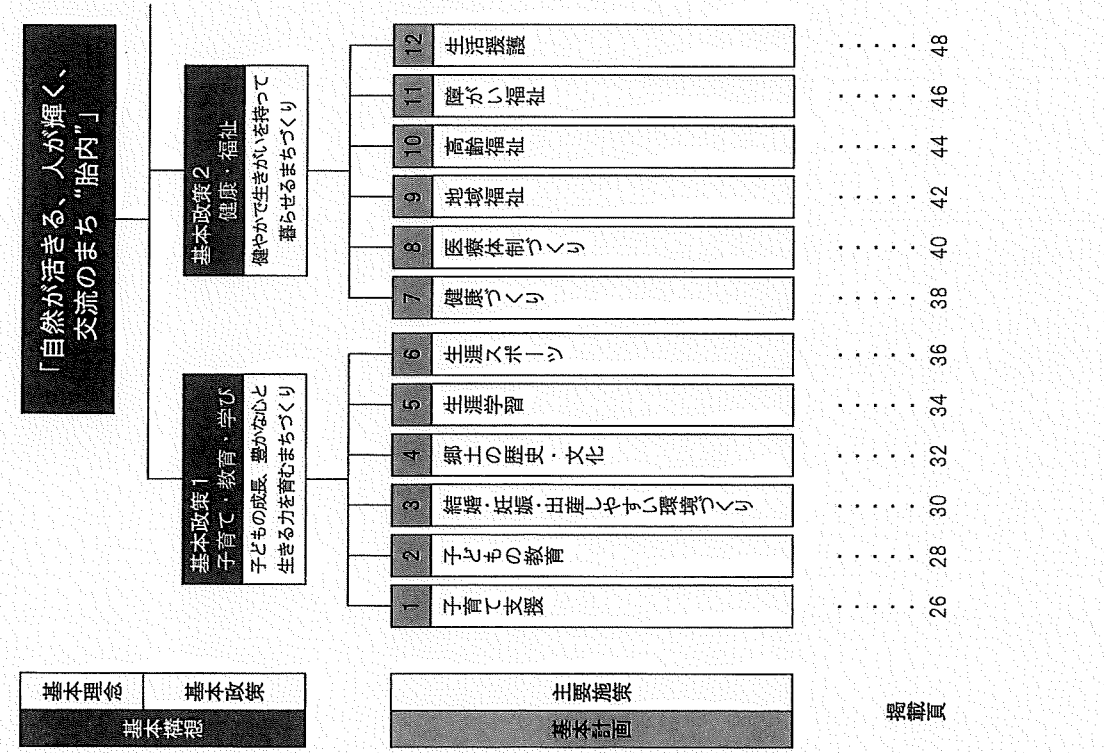 基本構想
基本理念
基本政策
「自然が活きる、人が輝く、
交流のまち“胎内”」
基本政策1
子育て・教育・学び
子どもの成長、豊かな心と
生きる力を育むまちづくり
基本政策2
健康・福祉
健やかで生きがいを持って
暮らせるまちづくり
基本計画
主要施策
掲載頁
1 子育て支援 ・・・・・ 26
2 子どもの教育 ・・・・・ 28
3 結婚・妊娠・出産しやすい環境づくり ・・・・・ 30
4 郷土の歴史・文化 ・・・・・ 32
5 生涯学習 ・・・・・ 34
6 生涯スポーツ ・・・・・ 36
7 健康づくり ・・・・・ 38
8 医療体制づくり ・・・・・ 40
9 地域福祉 ・・・・・ 42
10 高齢福祉 ・・・・・ 44
11 障がい福祉 ・・・・・ 46
12 生活援護 ・・・・・ 48